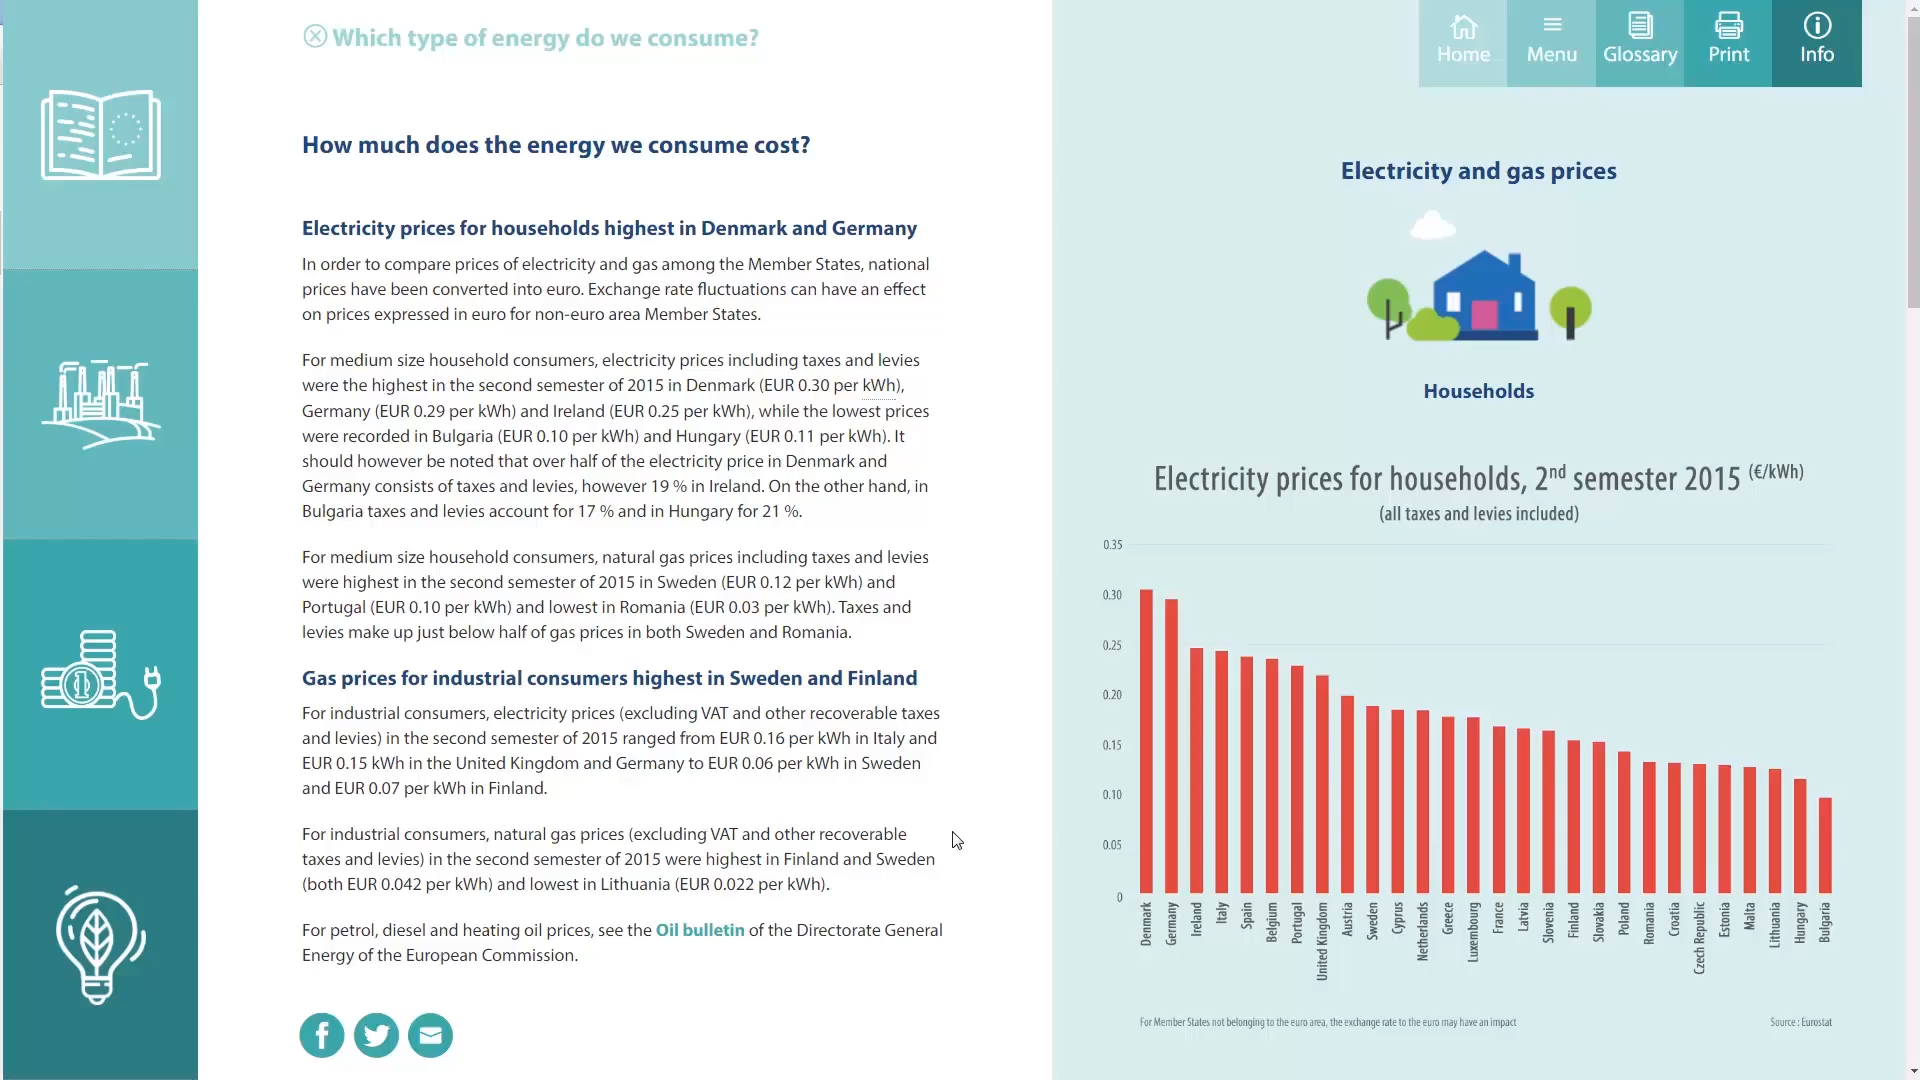 Which type of energy do we consume?
Home
Menu
Glossary
Print
Info
How much does the energy we consume cost?
Electricity prices for households highest in Denmark and Germany
In order to compare prices of electricity and gas among the Member States, national
prices have been converted into euro. Exchange rate fluctuations can have an effect
on prices expressed in euro for non-euro area Member States.
For medium size household consumers, electricity prices including taxes and levies
were the highest in the second semester of 2015 in Denmark (EUR 0.30 per kWh),
Germany (EUR 0.29 per kWh) and Ireland (EUR 0.25 per kWh), while the lowest prices
were recorded in Bulgaria (EUR 0.10 per kWh) and Hungary (EUR 0.11 per kWh). It
should however be noted that over half of the electricity price in Denmark and
Germany consists of taxes and levies, however 19 % in Ireland. On the other hand, in
Bulgaria taxes and levies account for 17 % and in Hungary for 21 %.
For medium size household consumers, natural gas prices including taxes and levies
were highest in the second semester of 2015 in Sweden (EUR 0.12 per kWh) and
Portugal (EUR 0.10 per kWh) and lowest in Romania (EUR 0.03 per kWh). Taxes and
levies make up just below half of gas prices in both Sweden and Romania.
Gas prices for industrial consumers highest in Sweden and Finland
For industrial consumers, electricity prices (excluding VAT and other recoverable taxes
and levies) in the second semester of 2015 ranged from EUR 0.16 per kWh in Italy and
EUR 0.15 kWh in the United Kingdom and Germany to EUR 0.06 per kWh in Sweden
and EUR 0.07 per kWh in Finland.
For industrial consumers, natural gas prices (excluding VAT and other recoverable
taxes and levies) in the second semester of 2015 were highest in Finland and Sweden
(both EUR 0.042 per kWh) and lowest in Lithuania (EUR 0.022 per kWh).
For petrol, diesel and heating oil prices, see the Oil bulletin of the Directorate General
Energy of the European Commission.
Electricity and gas prices
Households
Electricity prices for households, 2nd semester 2015 (€/kWh)
(all taxes and levies included)
0.35
0.30
0.25
0.20
0.15
0.10
0.05
0
Denmark
Germany
Ireland
Italy
Spain
Belgium
Portugal
United Kingdom
Austria
Sweden
Cyprus
Netherlands
Greece
Luxembourg
France
Latvia
Slovenia
Finland
Slovakia
Poland
Romania
Croatia
Czech Republic
Estonia
Malta
Lithuania
Hungary
Bulgaria
For Member States not belonging to the euro area, the exchange rate to the euro may have an impact
Source : Eurostat